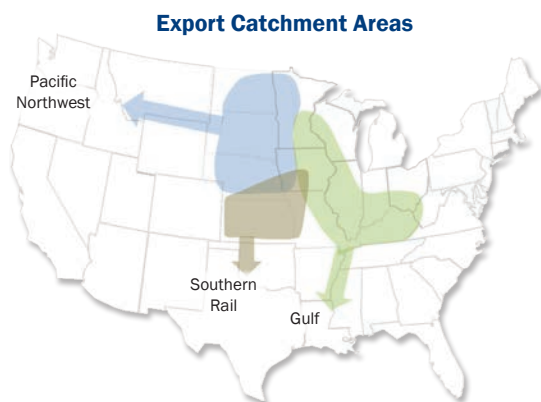 Export Catchment Areas
Pacific
Northwest
Southern
Rail
Gulf